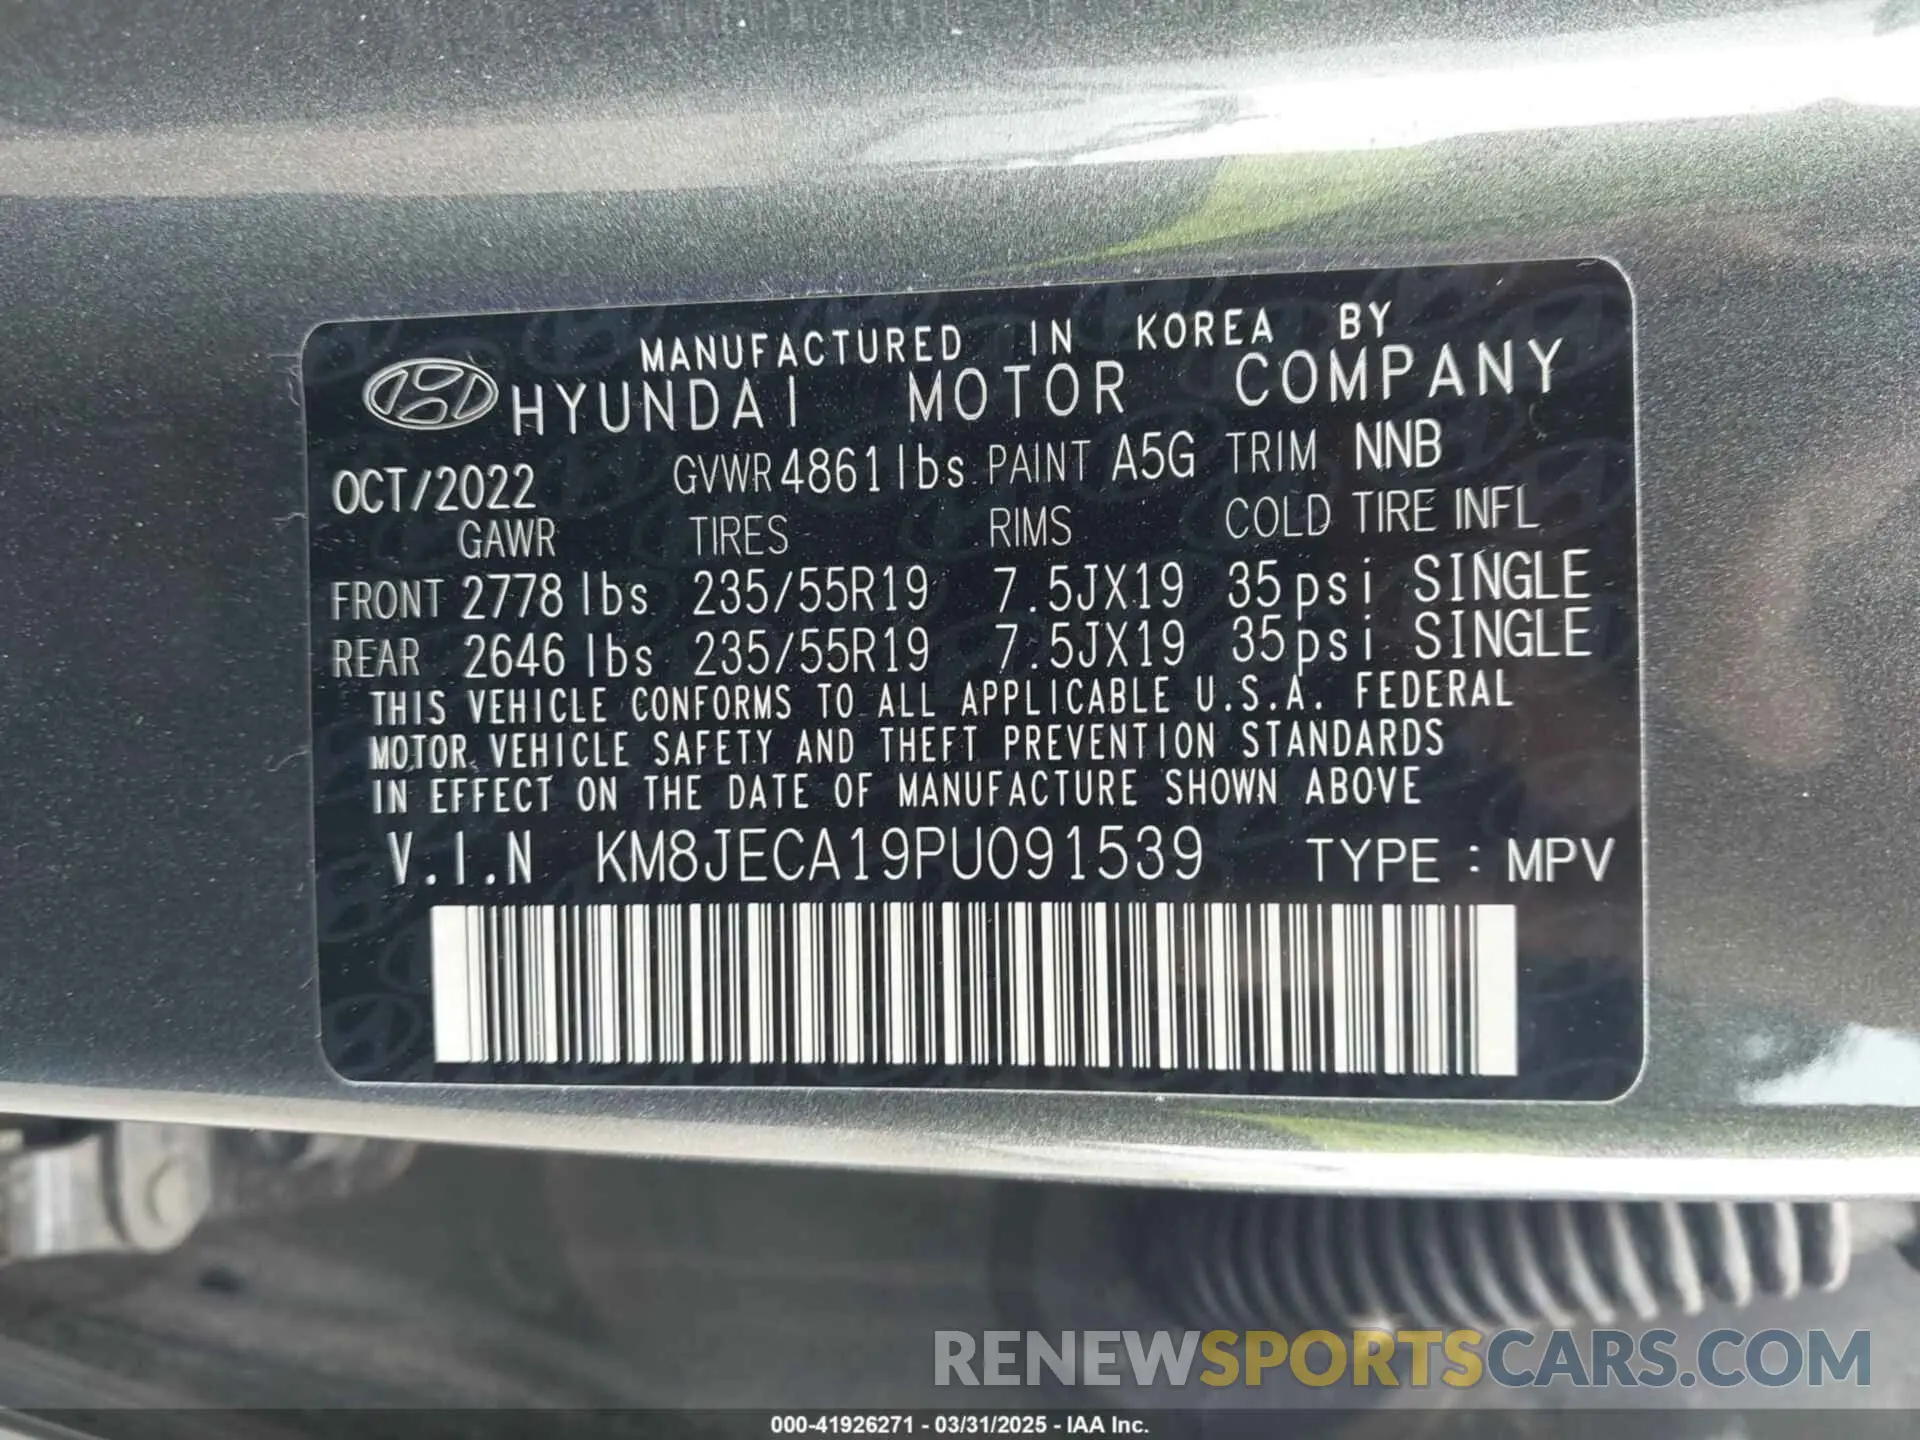 MANUFACTURED IN KOREA BY
HYUNDAI MOTOR COMPANY
OCT/2022 GVWR 4861lbs PAINT A5G TRIM NNB
GAWR TIRES RIMS COLD TIRE INFL
FRONT 2778 lbs 235/55R19 7.5JX19 35psi SINGLE
REAR 2646 lbs 235/55R19 7.5JX19 35psi SINGLE
THIS VEHICLE CONFORMS TO ALL APPLICABLE U.S.A. FEDERAL
MOTOR VEHICLE SAFETY AND THEFT PREVENTION STANDARDS
IN EFFECT ON THE DATE OF MANUFACTURE SHOWN ABOVE
V.I.N KM8JECA19PU091539 TYPE : MPV
RENEWSPORTSCARS.COM
000-41926271 - 03/31/2025 - IAA Inc.